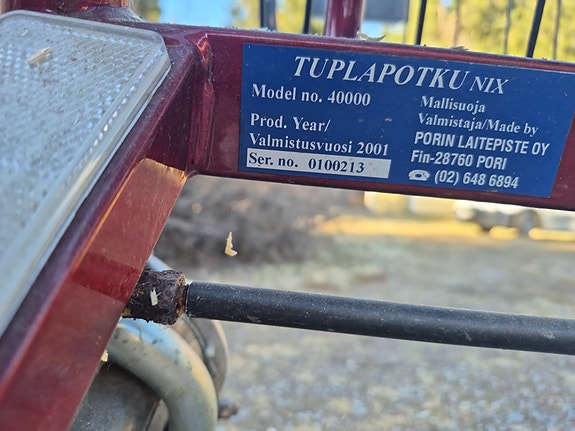 TUPLAPOTKU NIX
Model no. 40000
Prod. Year/
Valmistusvuosi 2001
Ser. no. 0100213
Mallisuoja
Valmistaja/Made by
PORIN LAITEPISTE OY
Fin-28760 PORI
☎ (02) 648 6894